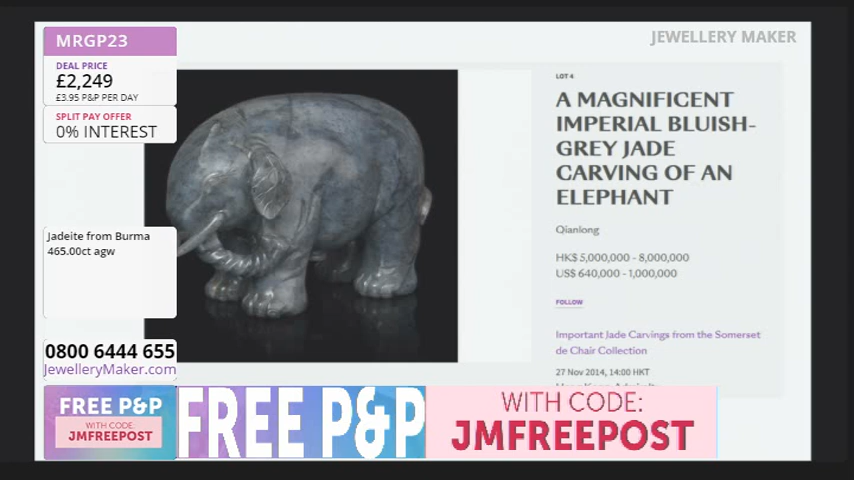 MRGP23
DEAL PRICE
£2,249
£3.95 P&P PER DAY
SPLIT PAY OFFER
0% INTEREST
Jadeite from Burma
465.00ct agw
0800 6444 655
JewelleryMaker.com
FREE P&P
WITH CODE:
JMFREEPOST
JEWELLERY MAKER
LOT 4
A MAGNIFICENT
IMPERIAL BLUISH-
GREY JADE
CARVING OF AN
ELEPHANT
Qianlong
HK$ 5,000,000 - 8,000,000
US$ 640,000 - 1,000,000
FOLLOW
Important Jade Carvings from the Somerset
de Chair Collection
27 Nov 2014, 14:00 HKT
FREE P&P
WITH CODE:
JMFREEPOST